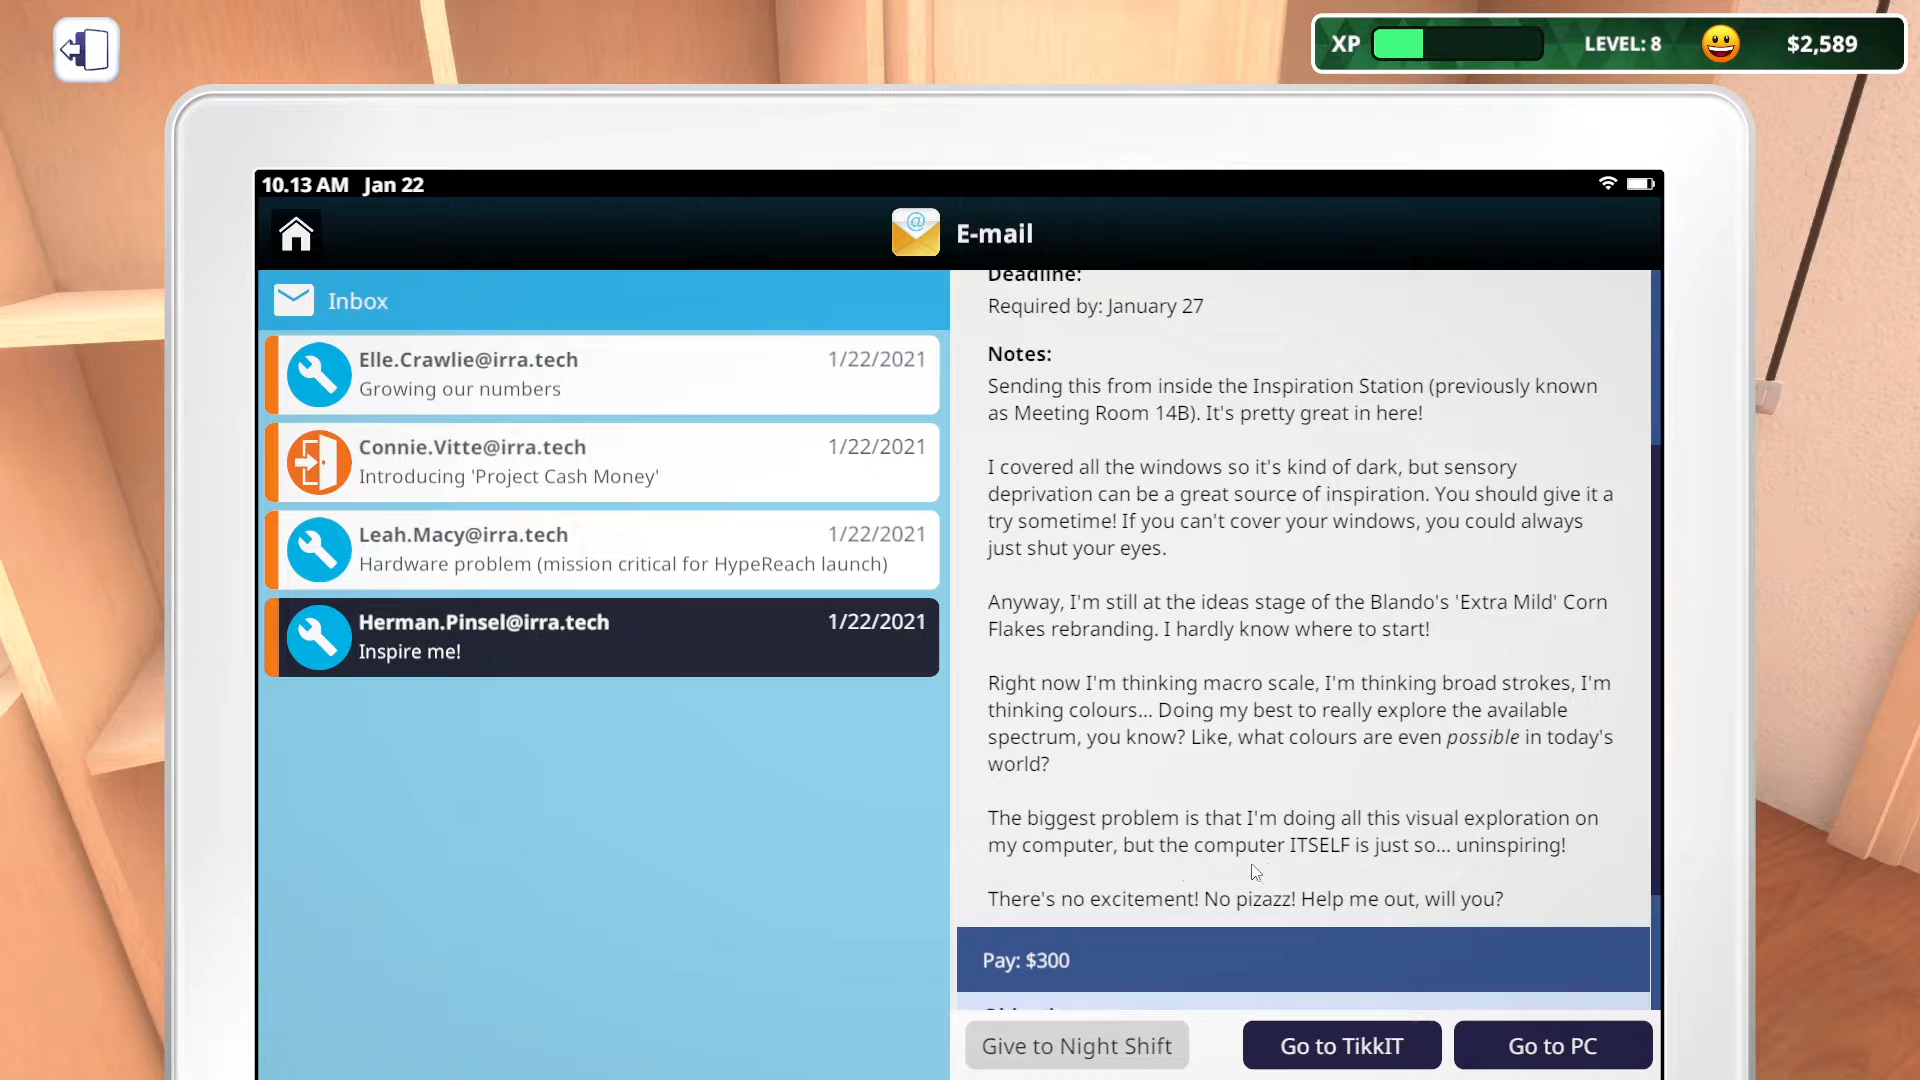 XP
LEVEL: 8
$2,589
10.13 AM Jan 22
@
E-mail
Inbox
Elle.Crawlie@irra.tech
1/22/2021
Growing our numbers
Connie.Vitte@irra.tech
1/22/2021
Introducing 'Project Cash Money'
Leah.Macy@irra.tech
1/22/2021
Hardware problem (mission critical for HypeReach launch)
Herman.Pinsel@irra.tech
1/22/2021
Inspire me!
Deadline:
Required by: January 27
Notes:
Sending this from inside the Inspiration Station (previously known
as Meeting Room 14B). It's pretty great in here!
I covered all the windows so it's kind of dark, but sensory
deprivation can be a great source of inspiration. You should give it a
try sometime! If you can't cover your windows, you could always
just shut your eyes.
Anyway, I'm still at the ideas stage of the Blando's 'Extra Mild' Corn
Flakes rebranding. I hardly know where to start!
Right now I'm thinking macro scale, I'm thinking broad strokes, I'm
thinking colours... Doing my best to really explore the available
spectrum, you know? Like, what colours are even possible in today's
world?
The biggest problem is that I'm doing all this visual exploration on
my computer, but the computer ITSELF is just so... uninspiring!
There's no excitement! No pizazz! Help me out, will you?
Pay: $300
Give to Night Shift
Go to TikkIT
Go to PC